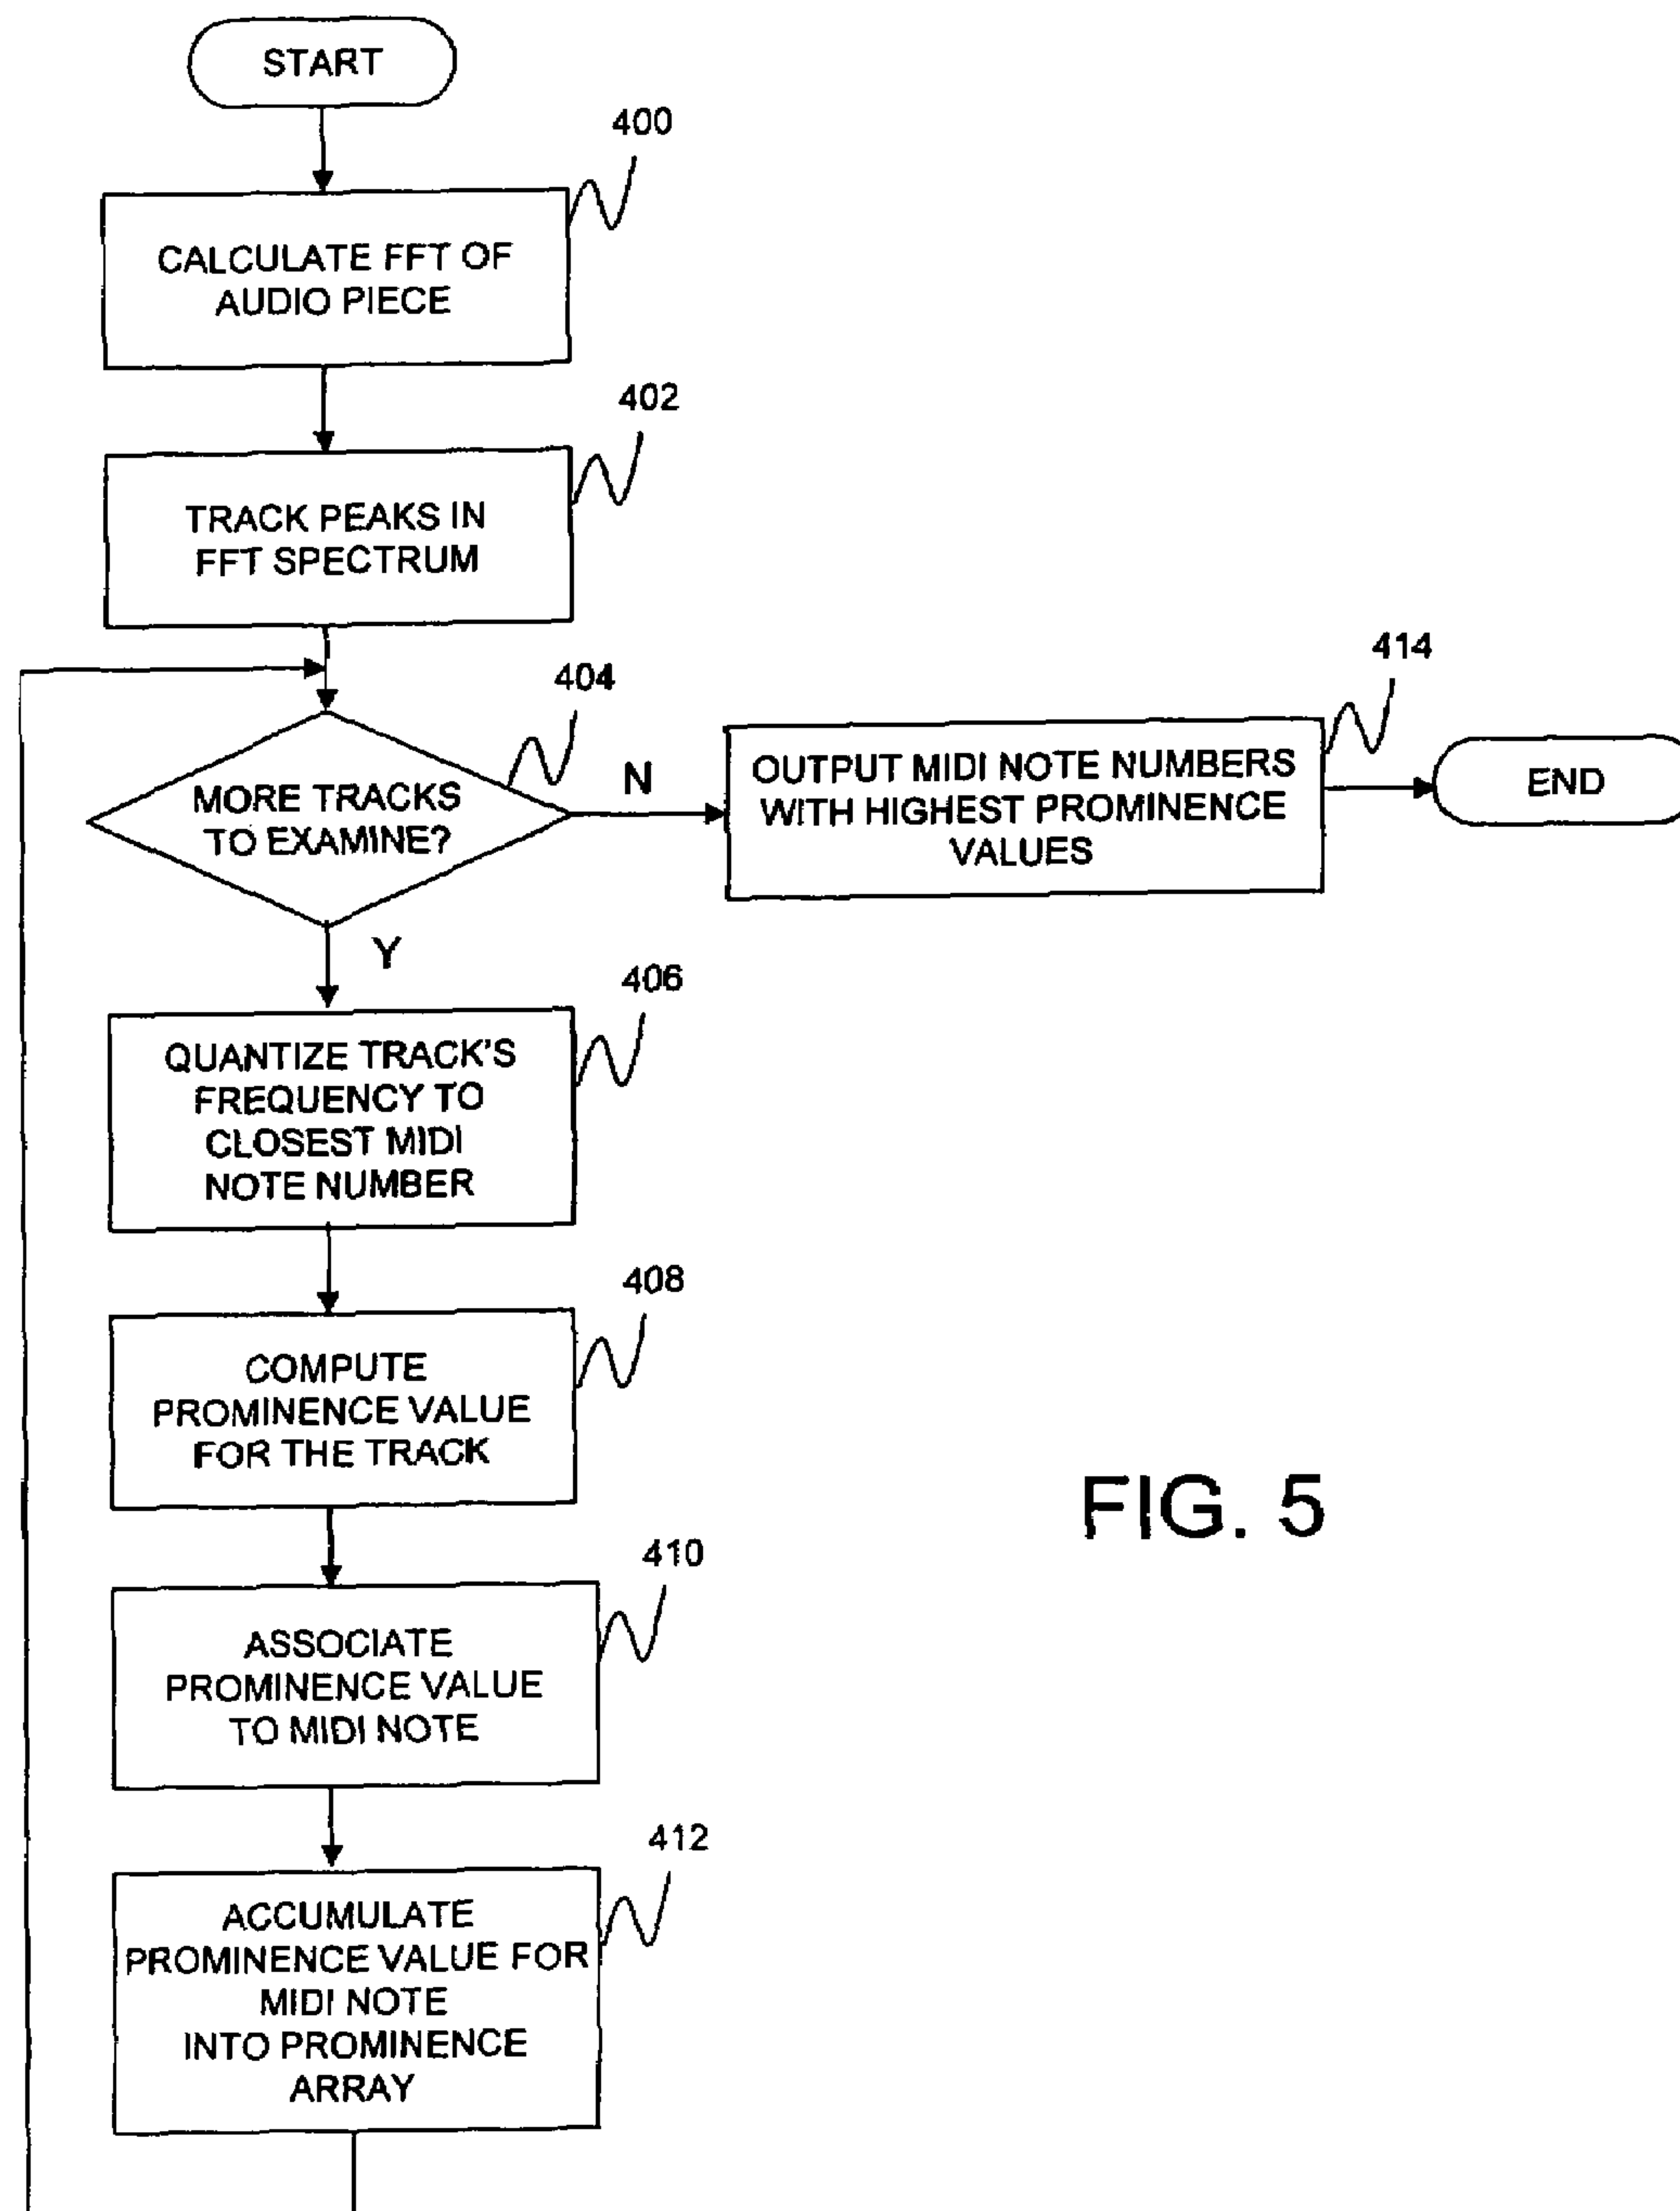 START
400
CALCULATE FFT OF
AUDIO PIECE
402
TRACK PEAKS IN
FFT SPECTRUM
404
MORE TRACKS
TO EXAMINE?
N
414
OUTPUT MIDI NOTE NUMBERS
WITH HIGHEST PROMINENCE
VALUES
END
Y
406
QUANTIZE TRACK'S
FREQUENCY TO
CLOSEST MIDI
NOTE NUMBER
408
COMPUTE
PROMINENCE VALUE
FOR THE TRACK
410
ASSOCIATE
PROMINENCE VALUE
TO MIDI NOTE
412
ACCUMULATE
PROMINENCE VALUE FOR
MIDI NOTE
INTO PROMINENCE
ARRAY
FIG. 5